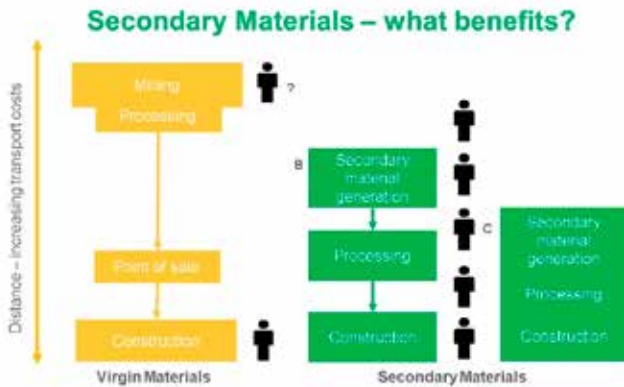 Secondary Materials – what benefits?
Distance – increasing transport costs
Mining
?
Processing
Point of sale
Construction
Virgin Materials
B
Secondary
material
generation
Processing
Construction
C
Secondary
material
generation
Processing
Construction
Secondary Materials